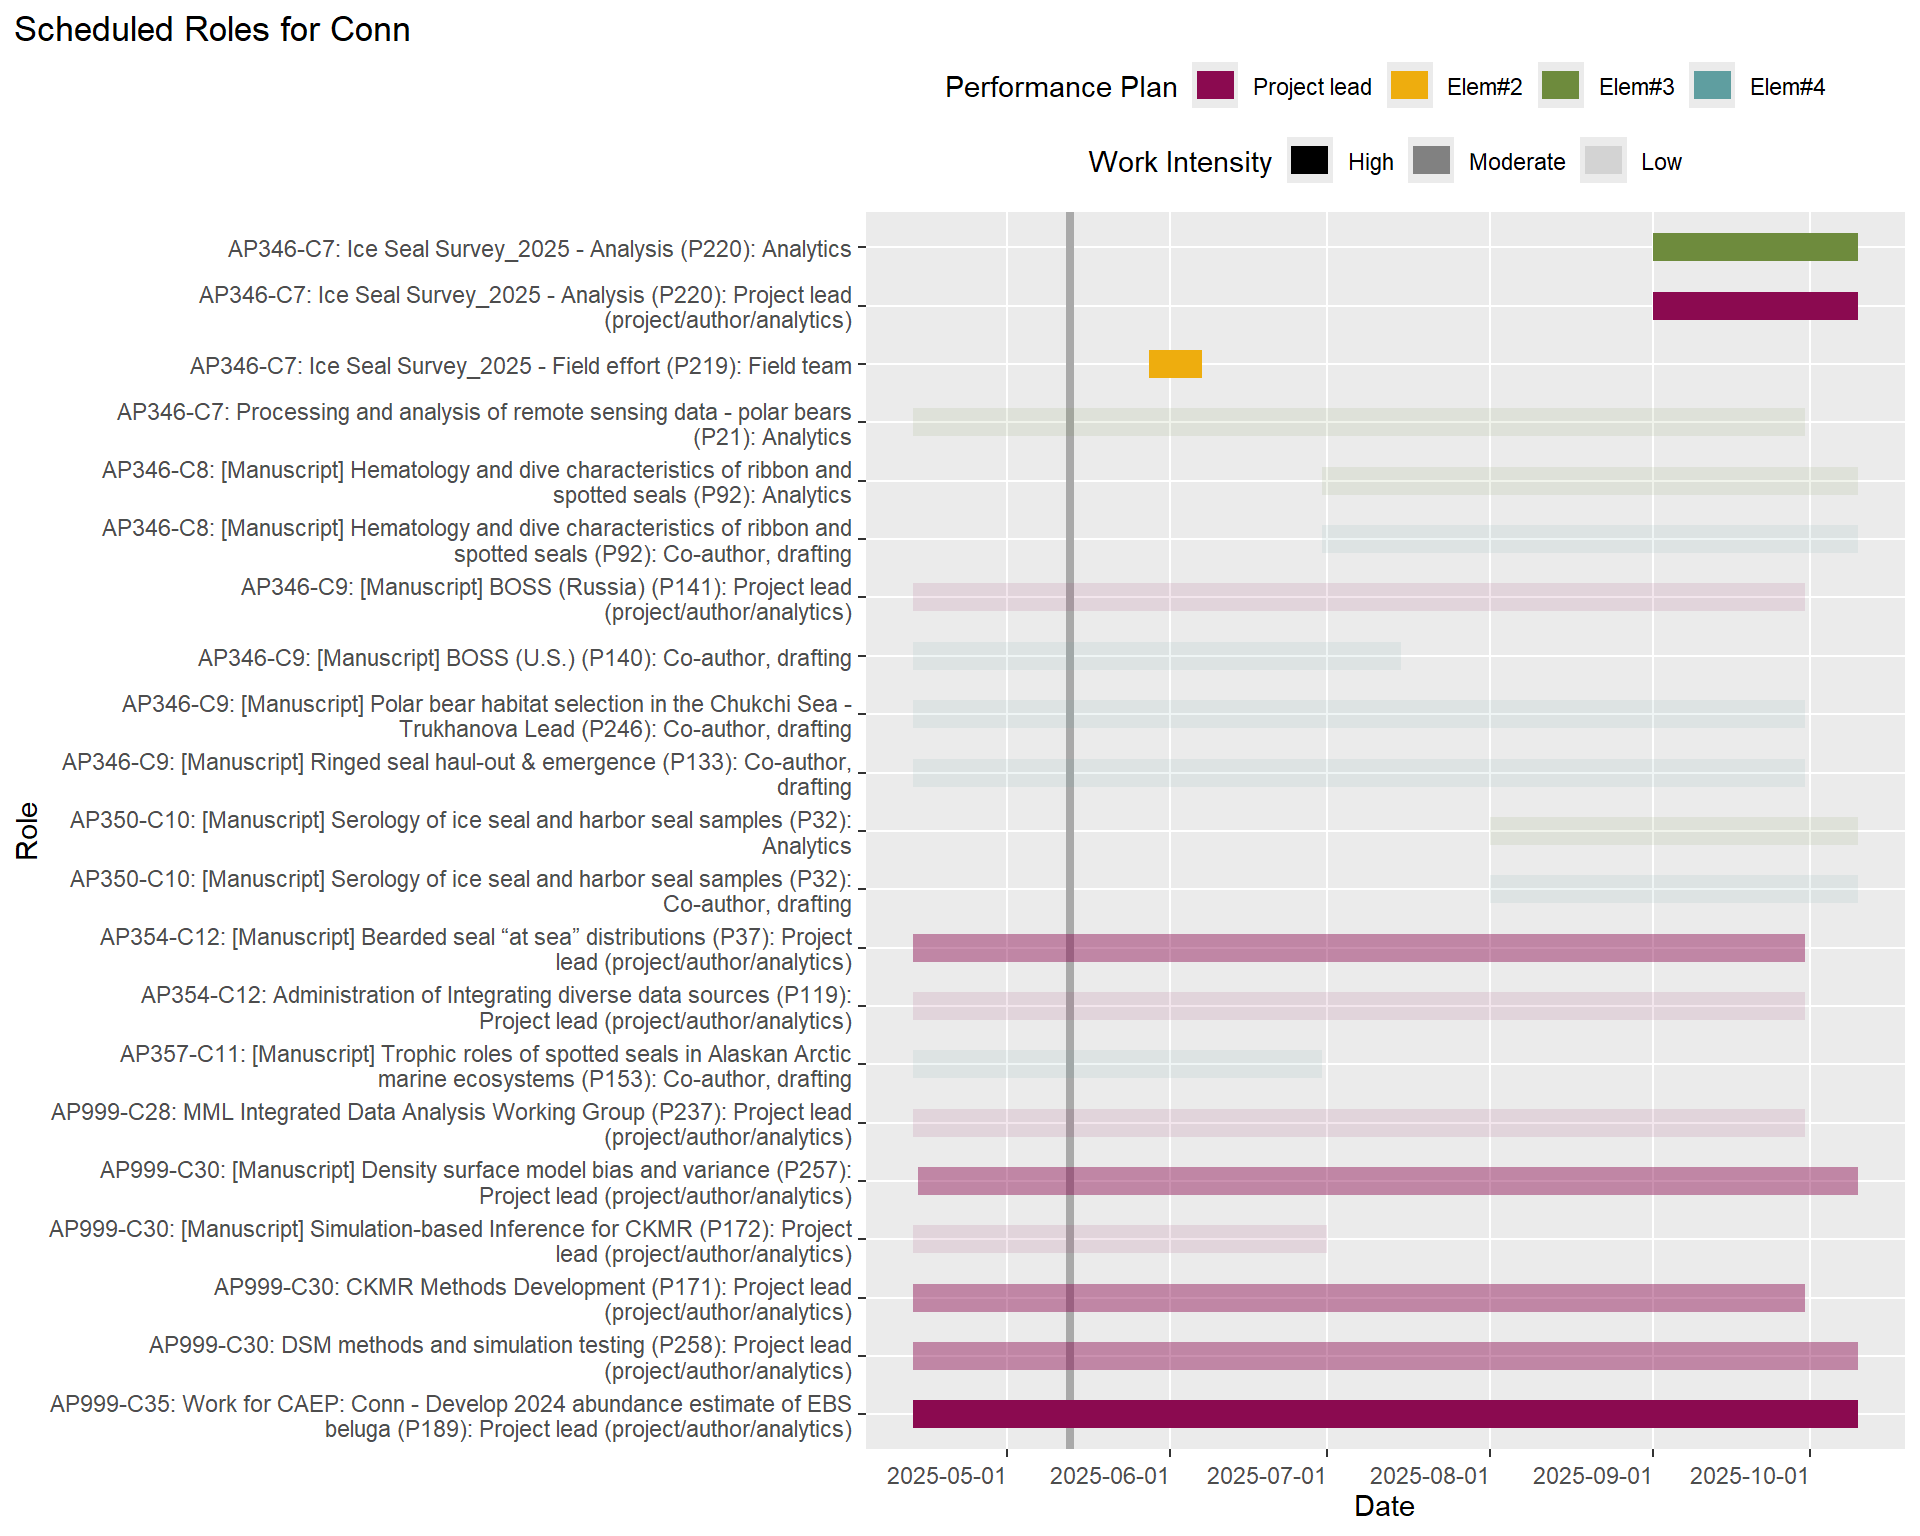 Scheduled Roles for Conn
Performance Plan Project lead Elem#2 Elem#3 Elem#4
Work Intensity High Moderate Low
AP346-C7: Ice Seal Survey_2025 - Analysis (P220): Analytics
AP346-C7: Ice Seal Survey_2025 - Analysis (P220): Project lead
(project/author/analytics)
AP346-C7: Ice Seal Survey_2025 - Field effort (P219): Field team
AP346-C7: Processing and analysis of remote sensing data - polar bears
(P21): Analytics
AP346-C8: [Manuscript] Hematology and dive characteristics of ribbon and
spotted seals (P92): Analytics
AP346-C8: [Manuscript] Hematology and dive characteristics of ribbon and
spotted seals (P92): Co-author, drafting
AP346-C9: [Manuscript] BOSS (Russia) (P141): Project lead
(project/author/analytics)
AP346-C9: [Manuscript] BOSS (U.S.) (P140): Co-author, drafting
AP346-C9: [Manuscript] Polar bear habitat selection in the Chukchi Sea -
Trukhanova Lead (P246): Co-author, drafting
AP346-C9: [Manuscript] Ringed seal haul-out & emergence (P133): Co-author,
drafting
AP350-C10: [Manuscript] Serology of ice seal and harbor seal samples (P32):
Analytics
AP350-C10: [Manuscript] Serology of ice seal and harbor seal samples (P32):
Co-author, drafting
AP354-C12: [Manuscript] Bearded seal “at sea” distributions (P37): Project
lead (project/author/analytics)
AP354-C12: Administration of Integrating diverse data sources (P119):
Project lead (project/author/analytics)
AP357-C11: [Manuscript] Trophic roles of spotted seals in Alaskan Arctic
marine ecosystems (P153): Co-author, drafting
AP999-C28: MML Integrated Data Analysis Working Group (P237): Project lead
(project/author/analytics)
AP999-C30: [Manuscript] Density surface model bias and variance (P257):
Project lead (project/author/analytics)
AP999-C30: [Manuscript] Simulation-based Inference for CKMR (P172): Project
lead (project/author/analytics)
AP999-C30: CKMR Methods Development (P171): Project lead
(project/author/analytics)
AP999-C30: DSM methods and simulation testing (P258): Project lead
(project/author/analytics)
AP999-C35: Work for CAEP: Conn - Develop 2024 abundance estimate of EBS
beluga (P189): Project lead (project/author/analytics)
Role
2025-05-01 2025-06-01 2025-07-01 2025-08-01 2025-09-01 2025-10-01
Date